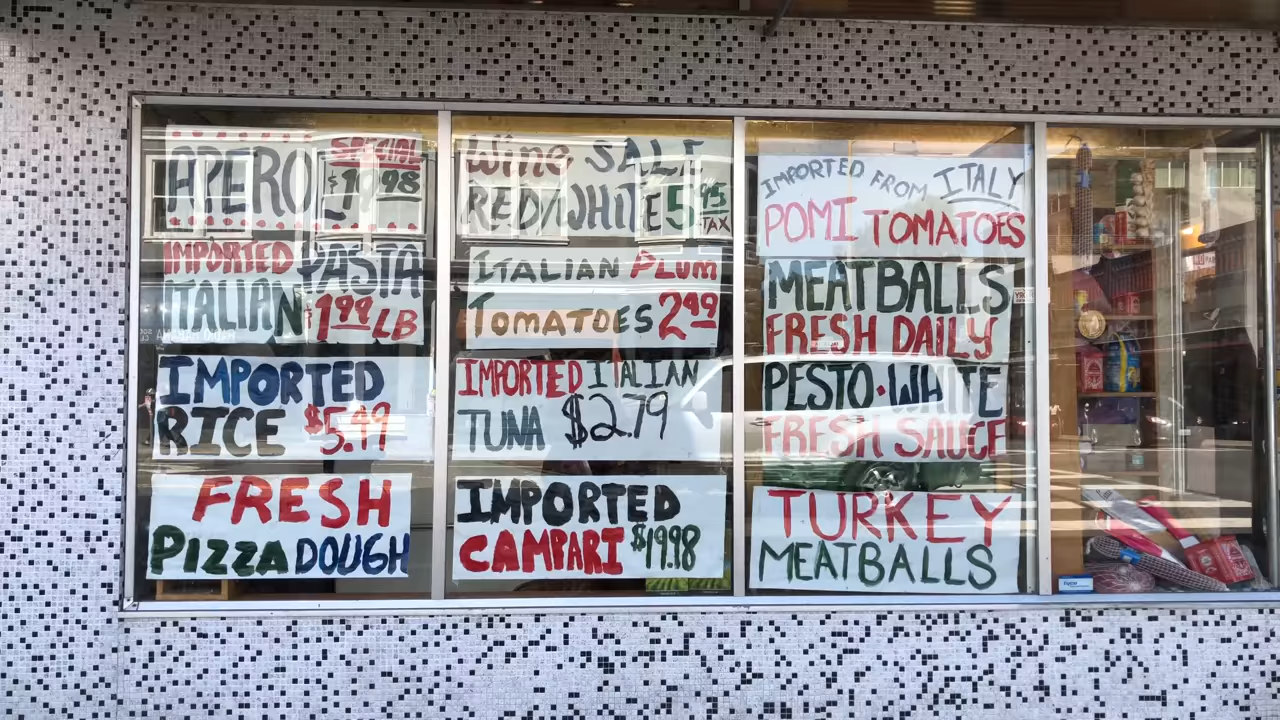 APERO SPECIAL $19.98
IMPORTED PASTA
ITALIAN $1.99 LB
IMPORTED
RICE $5.49
FRESH
PIZZA DOUGH
Wine SALE
RED/WHITE 5.95
TAX
ITALIAN PLUM
TOMATOES 2.49
IMPORTED ITALIAN
TUNA $2.79
IMPORTED
CAMPARI $19.98
IMPORTED FROM ITALY
POMI TOMATOES
MEATBALLS
FRESH DAILY
PESTO·WHITE
FRESH SAUCE
TURKEY
MEATBALLS